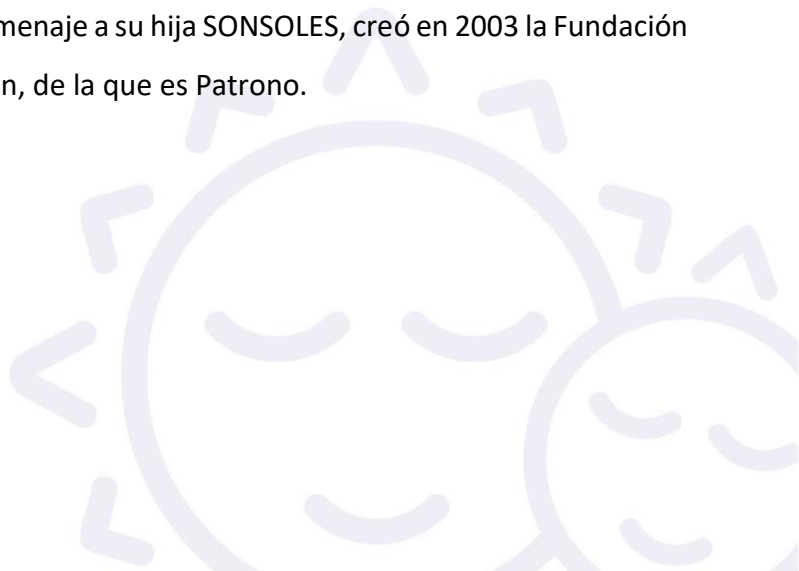 menaje a su hija SONSOLES, creó en 2003 la Fundación
n, de la que es Patrono.